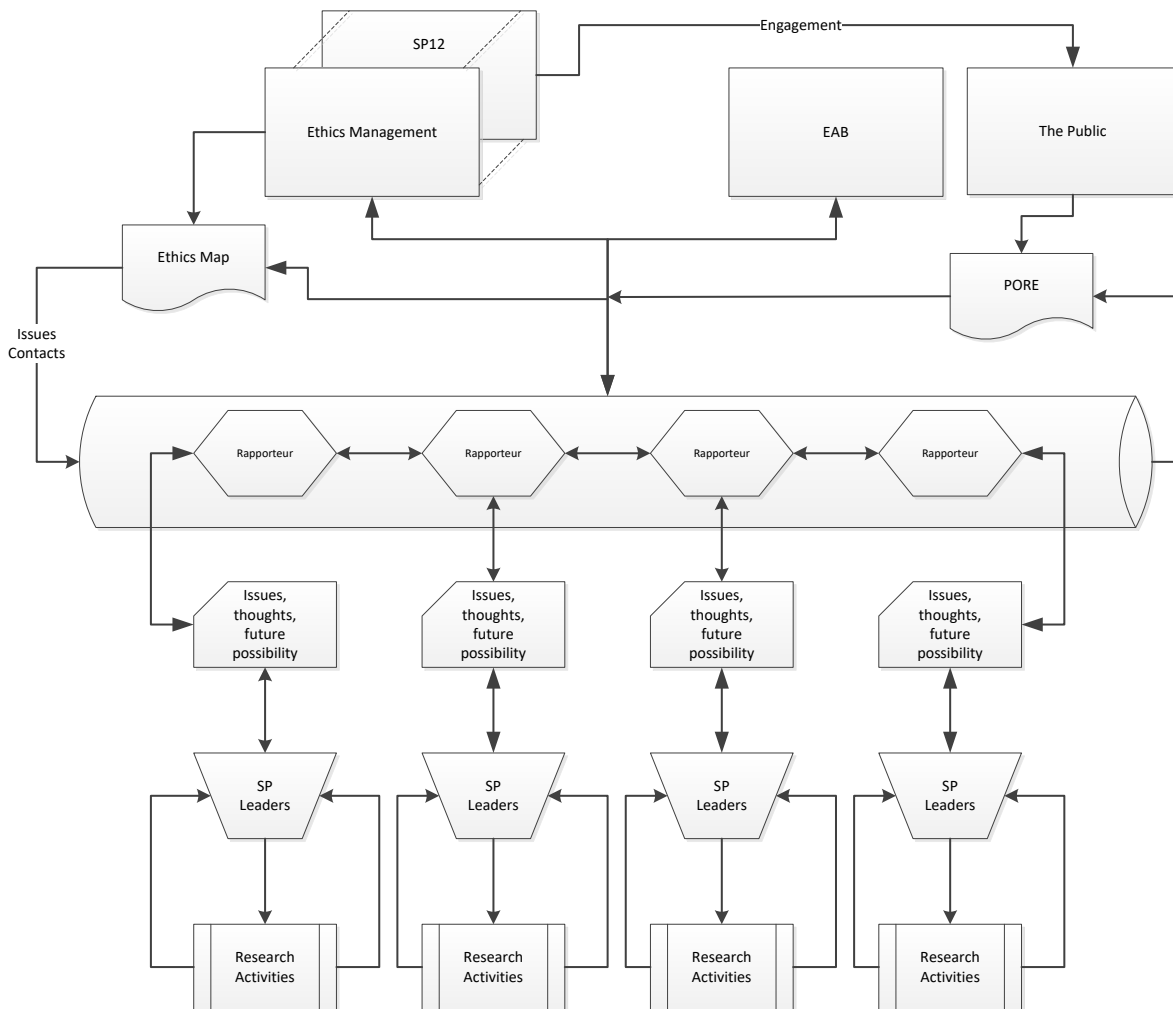 Engagement
SP12
Ethics Management
EAB
The Public
Ethics Map
PORE
Issues
Contacts
Rapporteur
Rapporteur
Rapporteur
Rapporteur
Issues,
thoughts,
future
possibility
Issues,
thoughts,
future
possibility
Issues,
thoughts,
future
possibility
Issues,
thoughts,
future
possibility
SP
Leaders
SP
Leaders
SP
Leaders
SP
Leaders
Research
Activities
Research
Activities
Research
Activities
Research
Activities